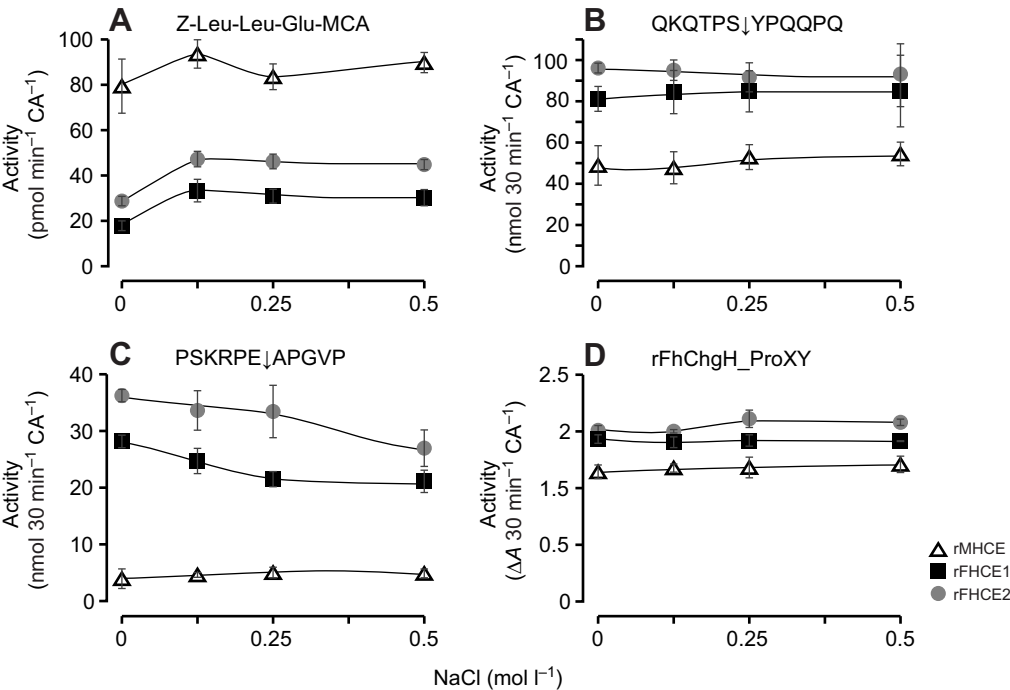 A
Z-Leu-Leu-Glu-MCA
100
80
60
40
20
0
Activity
(pmol min⁻¹ CA⁻¹)
0
0.25
0.5
B
QKQTPS↓YPQQPQ
100
80
60
40
20
0
Activity
(nmol 30 min⁻¹ CA⁻¹)
0
0.25
0.5
C
PSKRPE↓APGVP
40
30
20
10
0
Activity
(nmol 30 min⁻¹ CA⁻¹)
0
0.25
0.5
D
rFhChgH_ProXY
2.5
2
1.5
0.5
0
Activity
(ΔA 30 min⁻¹ CA⁻¹)
0
0.25
0.5
rMHCE
rFHCE1
rFHCE2
NaCl (mol l⁻¹)